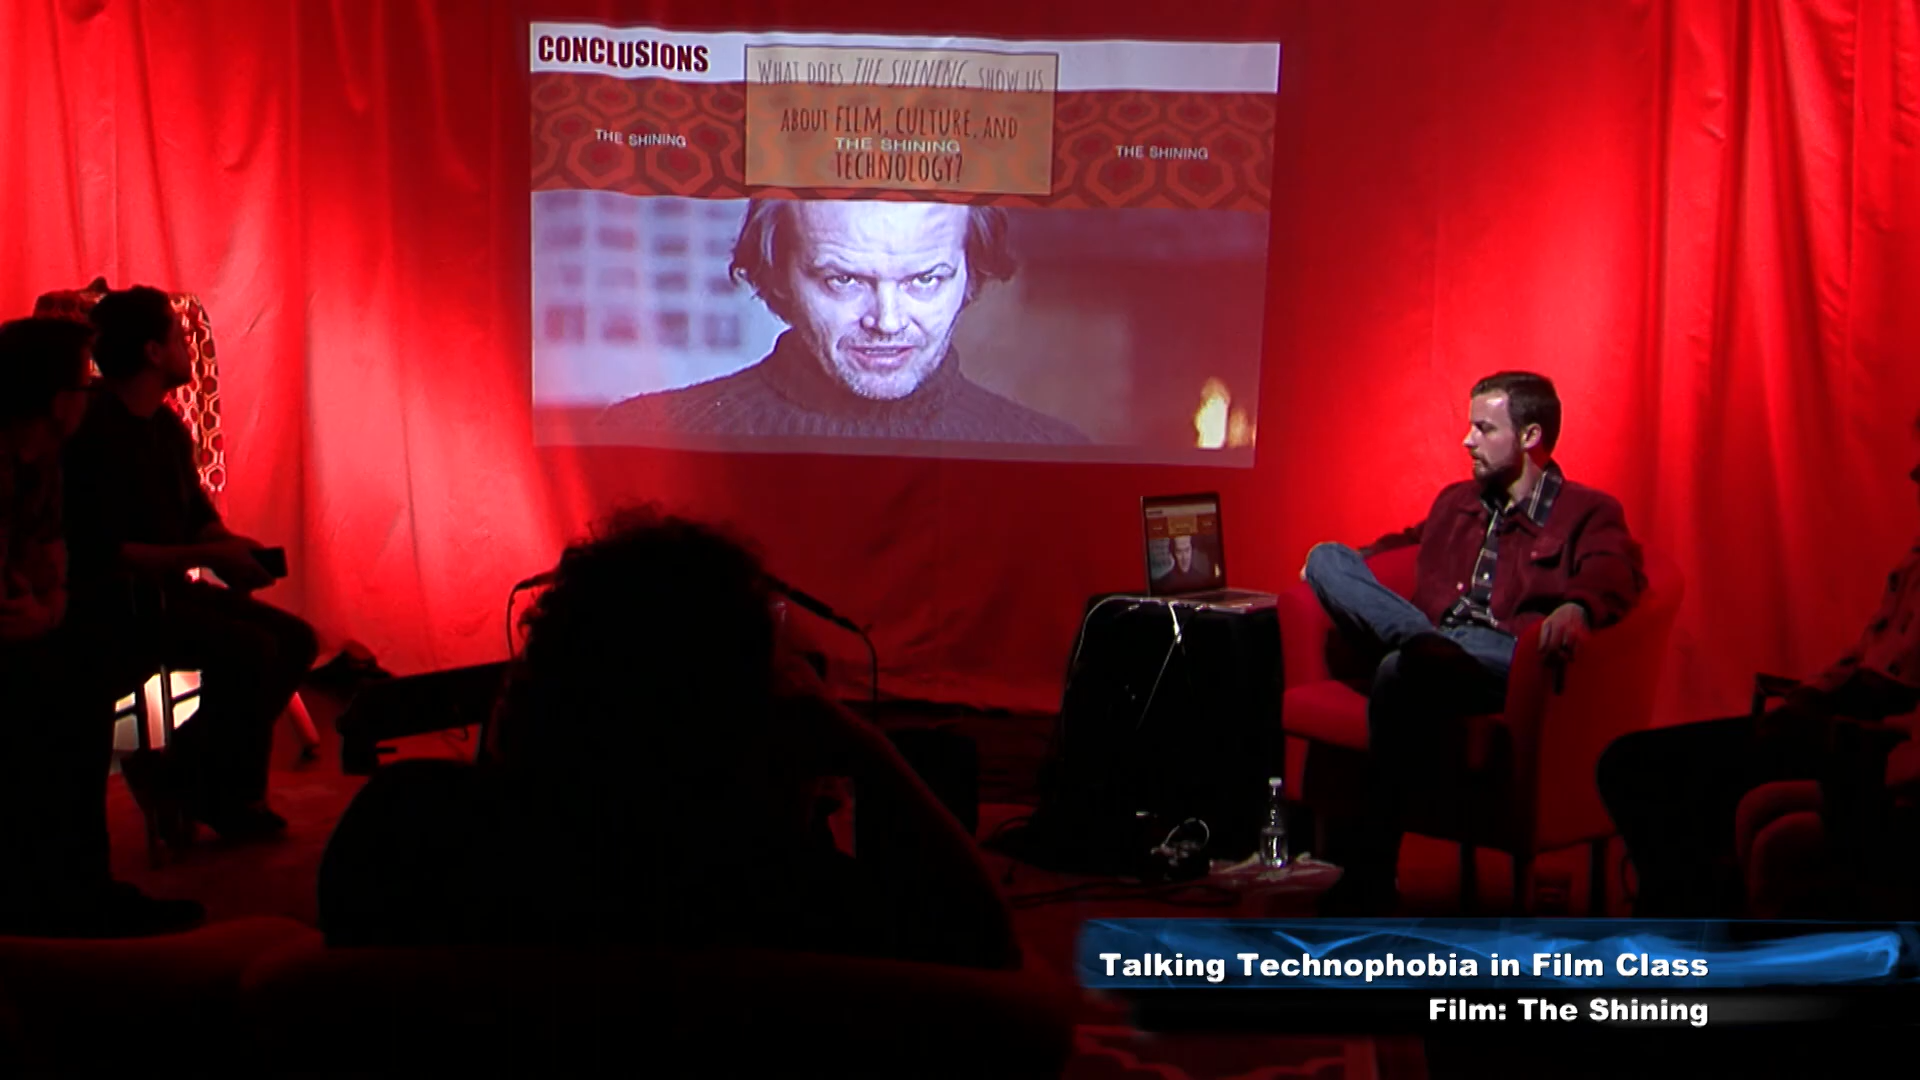 CONCLUSIONS
WHAT DOES THE SHINING SHOW US
ABOUT FILM, CULTURE, AND
TECHNOLOGY?
THE SHINING
THE SHINING
THE SHINING
Talking Technophobia in Film Class
Film: The Shining